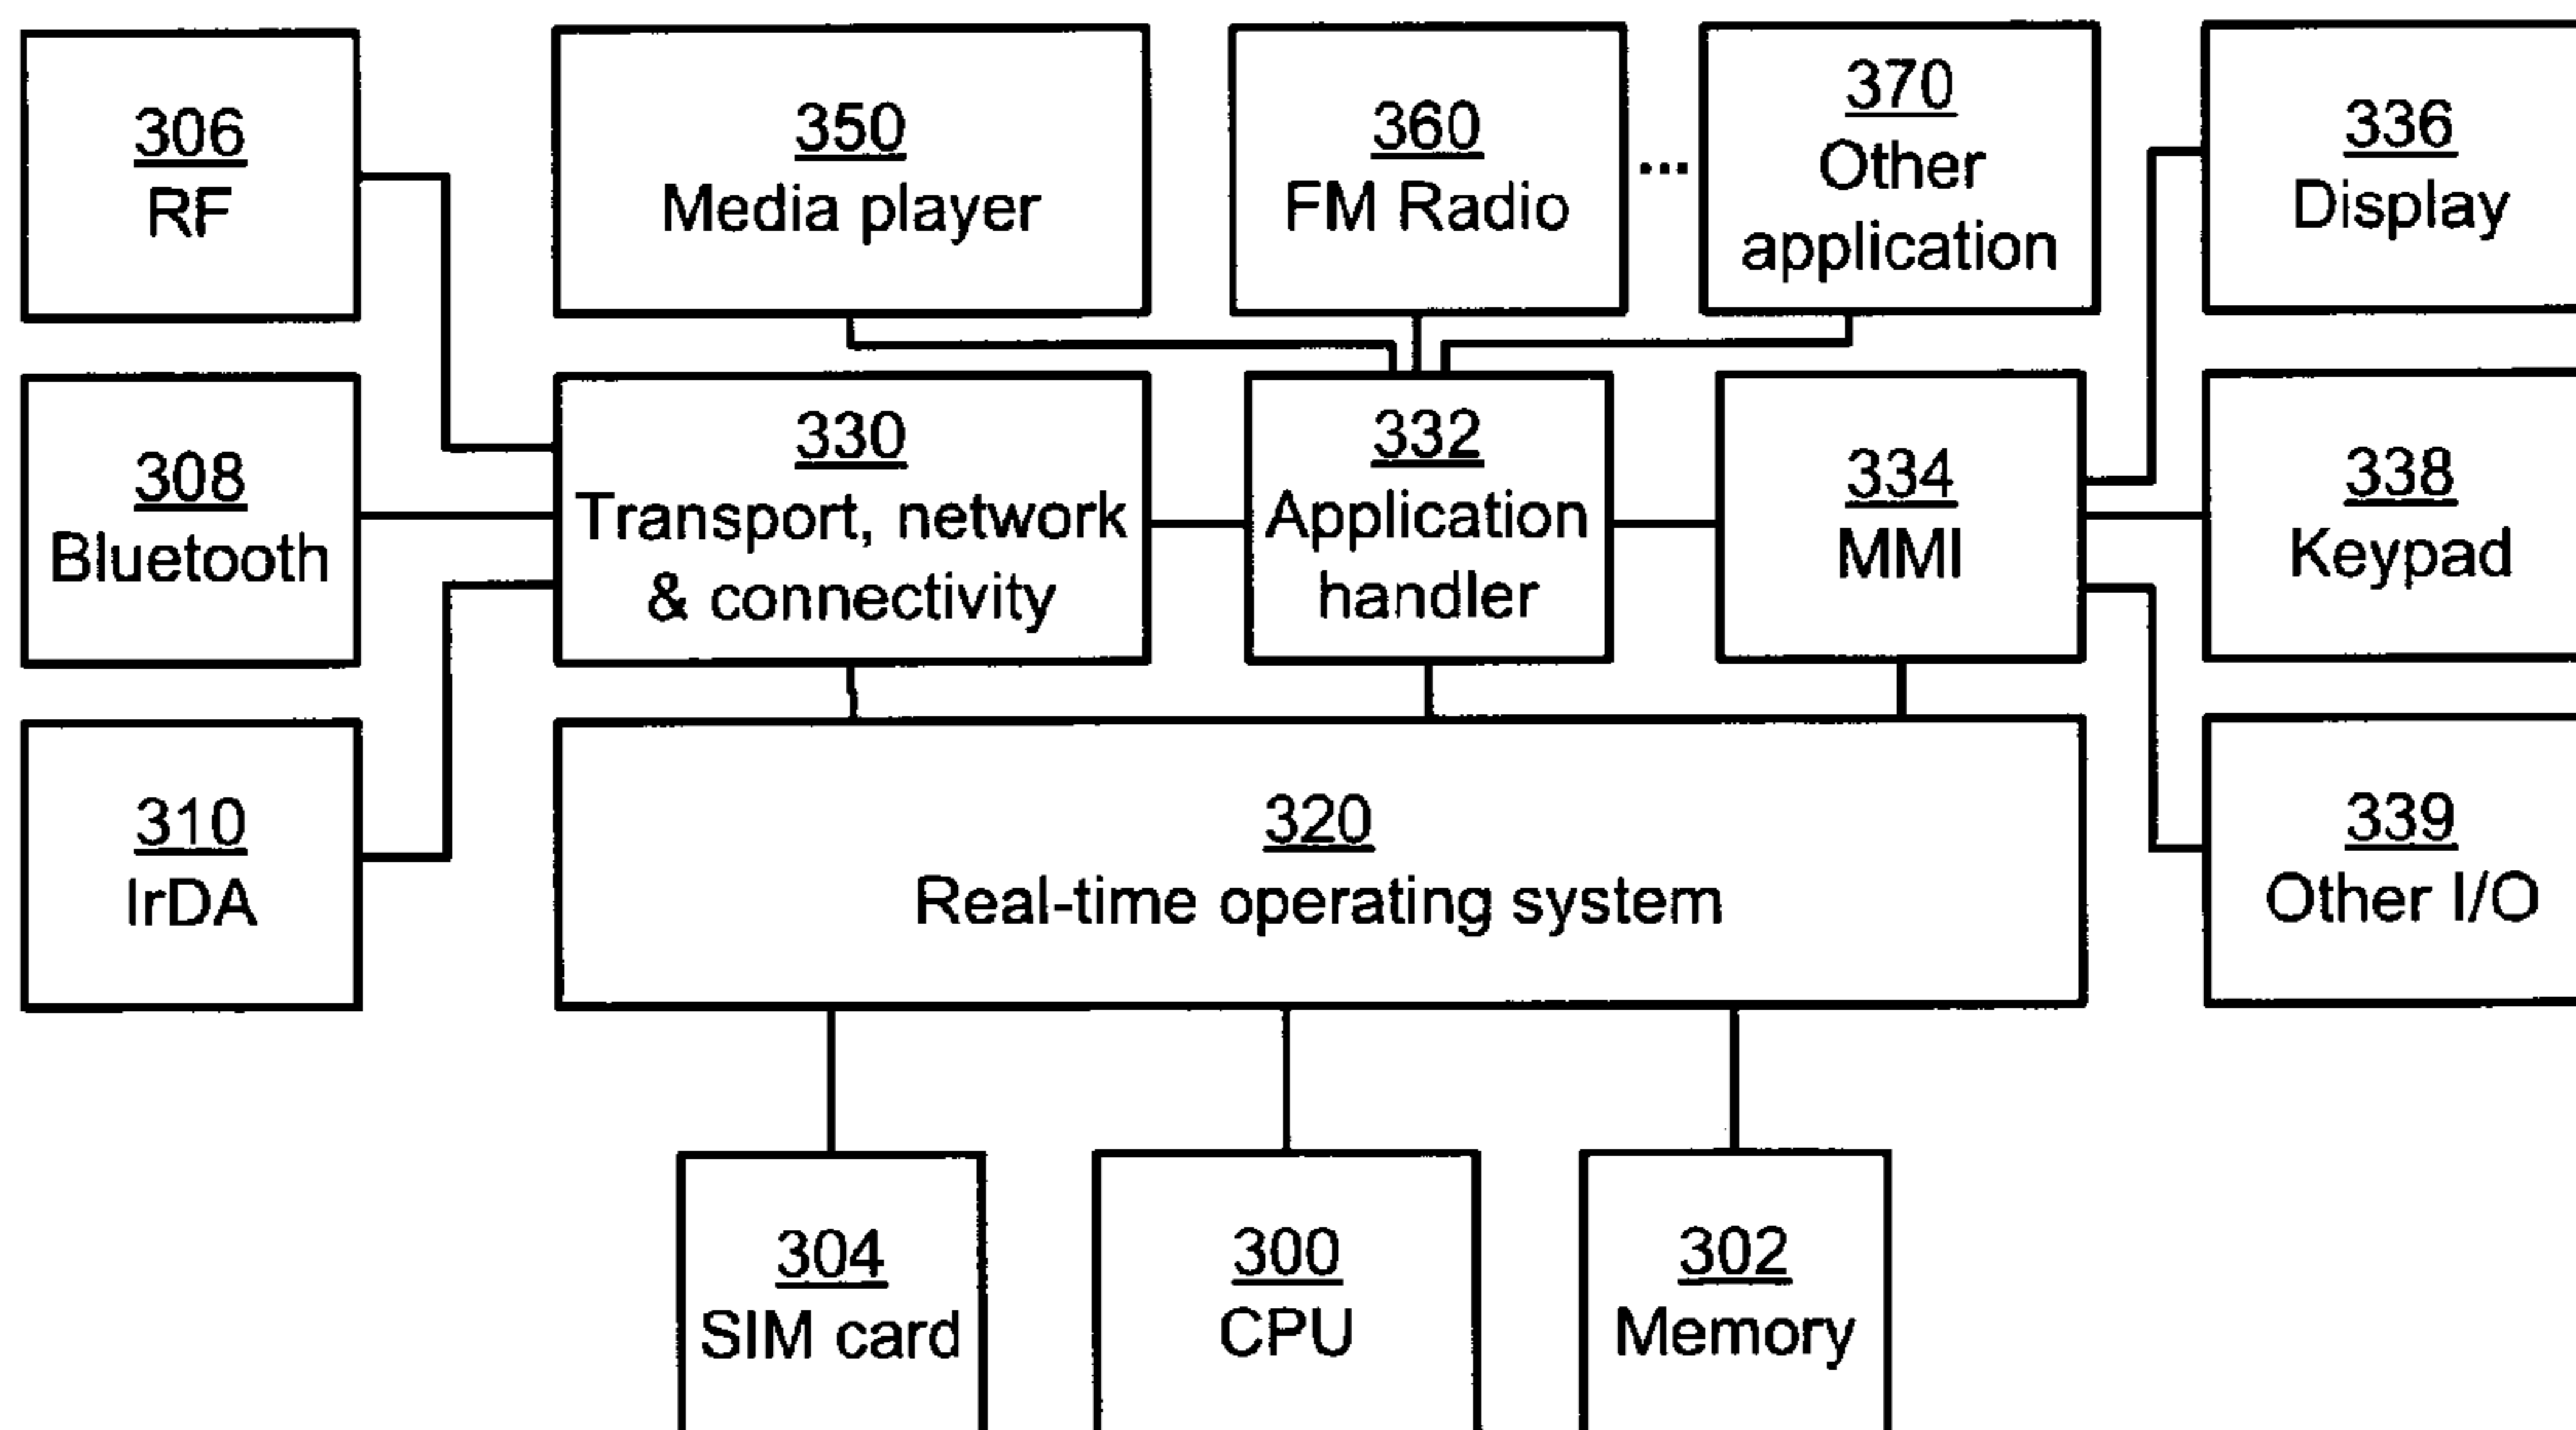 306
RF
350
Media player
360
FM Radio
...
370
Other
application
336
Display
308
Bluetooth
330
Transport, network
& connectivity
332
Application
handler
334
MMI
338
Keypad
310
IrDA
320
Real-time operating system
339
Other I/O
304
SIM card
300
CPU
302
Memory